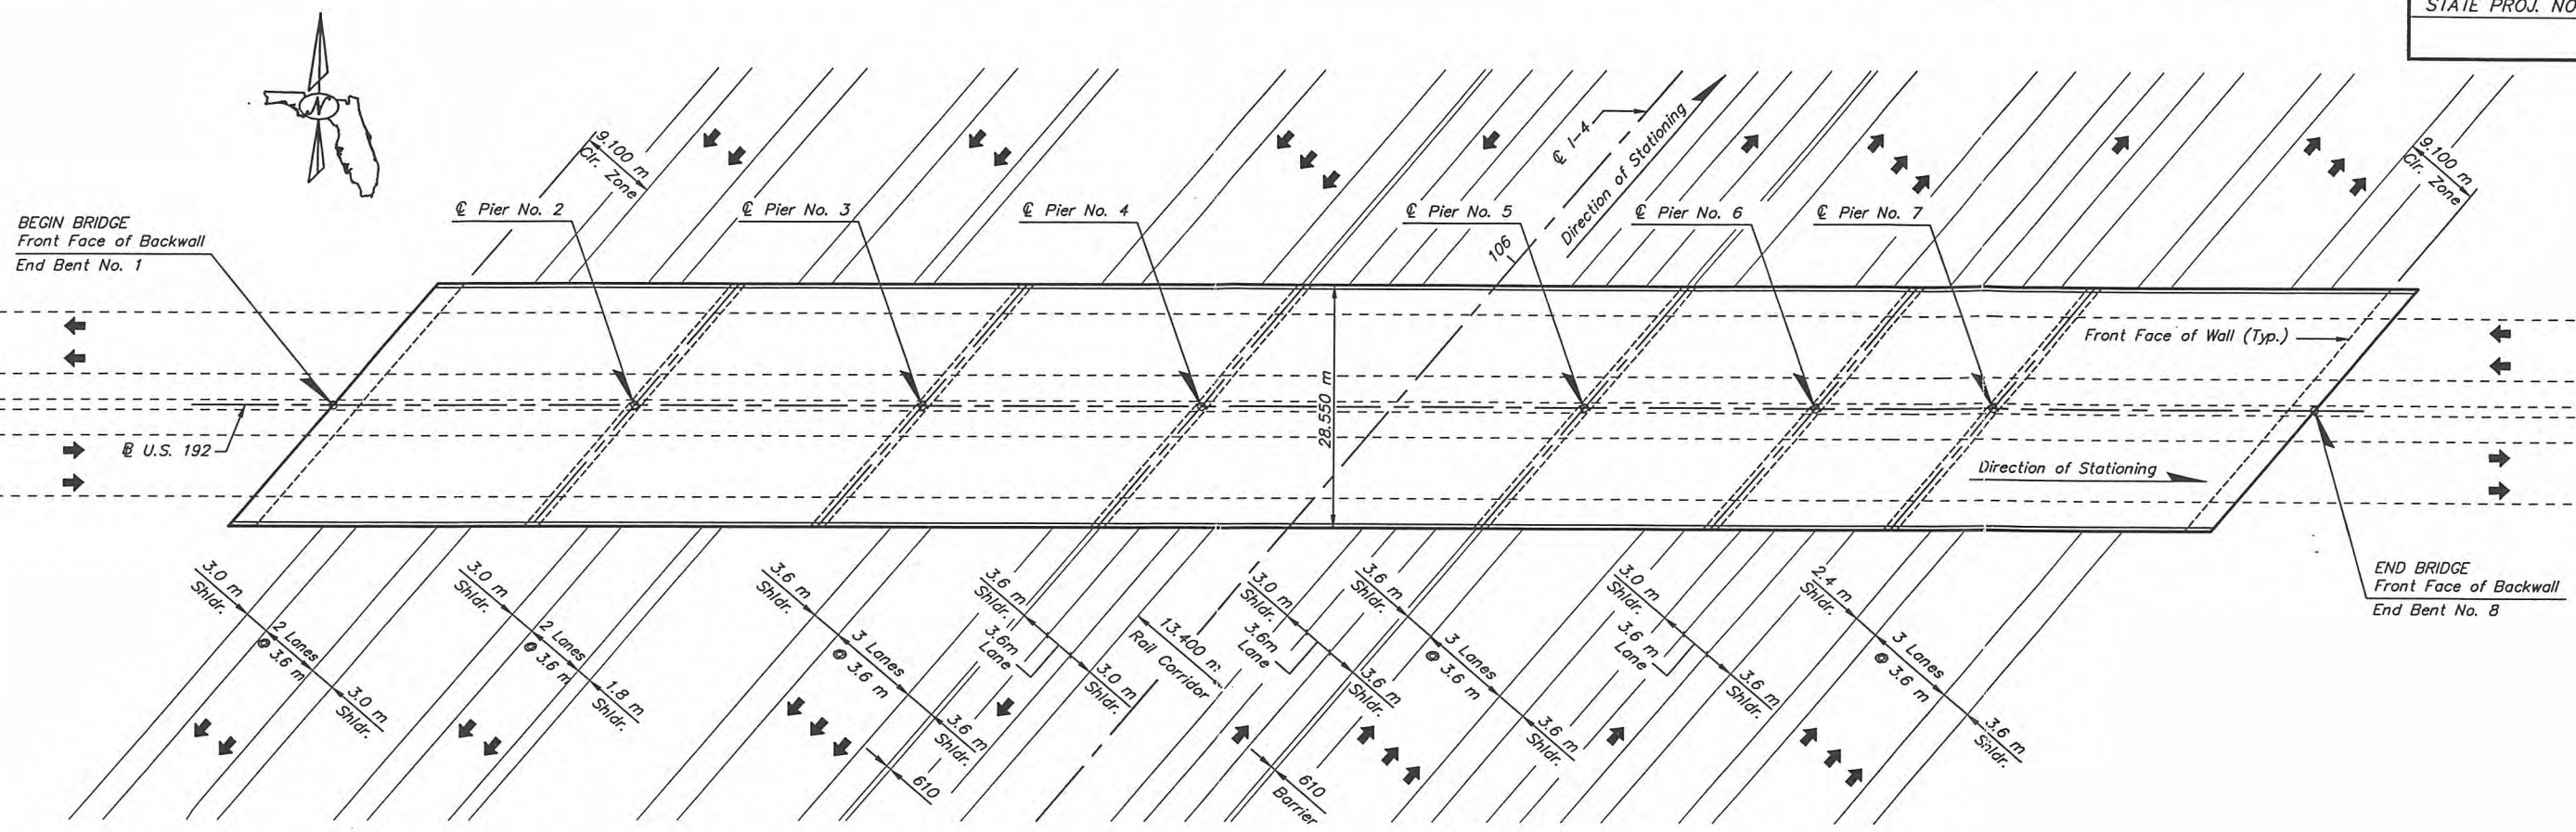 STATE PROJ. NO
N
9.100 m
Clr. Zone
℄ I-4
Direction of Stationing
106
9.100 m
Clr. Zone
BEGIN BRIDGE
Front Face of Backwall
End Bent No. 1
℄ Pier No. 2
℄ Pier No. 3
℄ Pier No. 4
℄ Pier No. 5
℄ Pier No. 6
℄ Pier No. 7
Front Face of Wall (Typ.)
28.550 m
U.S. 192
Direction of Stationing
END BRIDGE
Front Face of Backwall
End Bent No. 8
3.0 m
Shldr.
2 Lanes
@ 3.6 m
3.0 m
Shldr.
3.0 m
Shldr.
2 Lanes
@ 3.6 m
1.8 m
Shldr.
3.6 m
Shldr.
3 Lanes
@ 3.6 m
3.6 m
Shldr.
610
3.6 m
Shldr.
3.6m
Lane
3.0 m
Shldr.
13.400 m
Rail Corridor
3.0 m
Shldr.
3.6m
Lane
3.6 m
Shldr.
610
Barrier
3.6 m
Shldr.
3 Lanes
@ 3.6 m
3.6 m
Shldr.
3.0 m
Shldr.
3.6 m
Lane
3.6 m
Shldr.
2.4 m
Shldr.
3 Lanes
@ 3.6 m
3.6 m
Shldr.